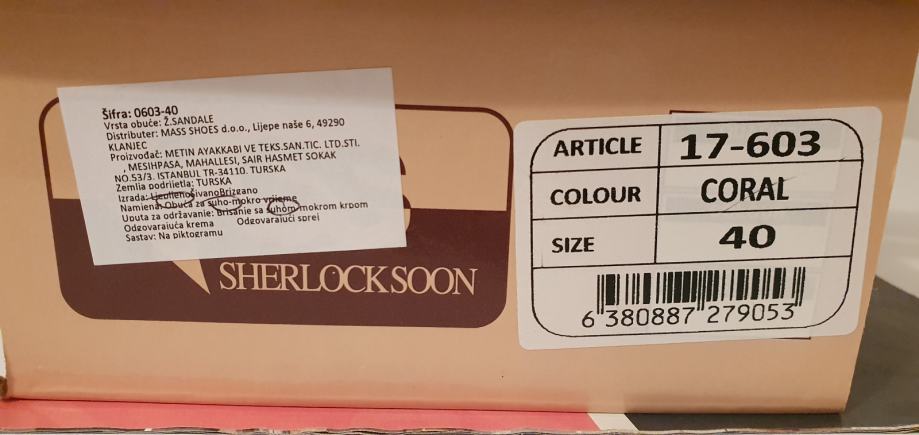 Šifra: 0603-40
Vrsta obuće: Ž.SANDALE
Distributer: MASS SHOES d.o.o., Lijepe naše 6, 49290
KLANJEC
Proizvođač: METIN AYAKKABI VE TEKS.SAN.TIC. LTD.STI.
, MESIHPASA, MAHALLESI, SAIR HASMET SOKAK
NO.53/3. ISTANBUL TR-34110. TURSKA
Zemlja podrijetla: TURSKA
Izrada: LjepljenoŠivanoBrizgano
Namjena: Obuća za suho-mokro vrijeme
Uputa za održavanje: Brisanje sa suhom-mokrom krpom
Odgovarajuća krema Odgovarajući sprej
Sastav: Na piktogramu
SHERLOCKSOON
ARTICLE 17-603
COLOUR CORAL
SIZE 40
6 380887 279053